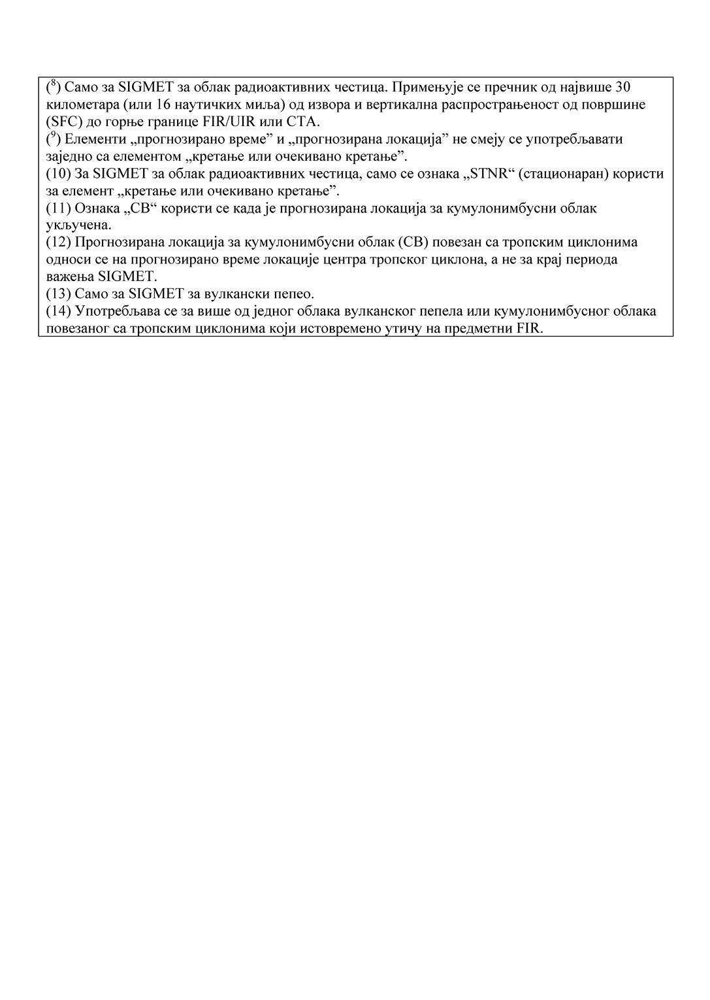 (⁸) Само за SIGMET за облак радиоактивних честица. Примењује се пречник од највише 30
километара (или 16 наутичких миља) од извора и вертикална распрострањеност од површине
(SFC) до горње границе FIR/UIR или CTA.
(⁹) Елементи „прогнозирано време” и „прогнозирана локација” не смеју се употребљавати
заједно са елементом „кретање или очекивано кретање”.
(10) За SIGMET за облак радиоактивних честица, само се ознака „STNR“ (стационаран) користи
за елемент „кретање или очекивано кретање”.
(11) Ознака „CB“ користи се када је прогнозирана локација за кумулонимбусни облак
укључена.
(12) Прогнозирана локација за кумулонимбусни облак (CB) повезан са тропским циклонима
односи се на прогнозирано време локације центра тропског циклона, а не за крај периода
важења SIGMET.
(13) Само за SIGMET за вулкански пепео.
(14) Употребљава се за више од једног облака вулканског пепела или кумулонимбусног облака
повезаног са тропским циклонима који истовремено утичу на предметни FIR.